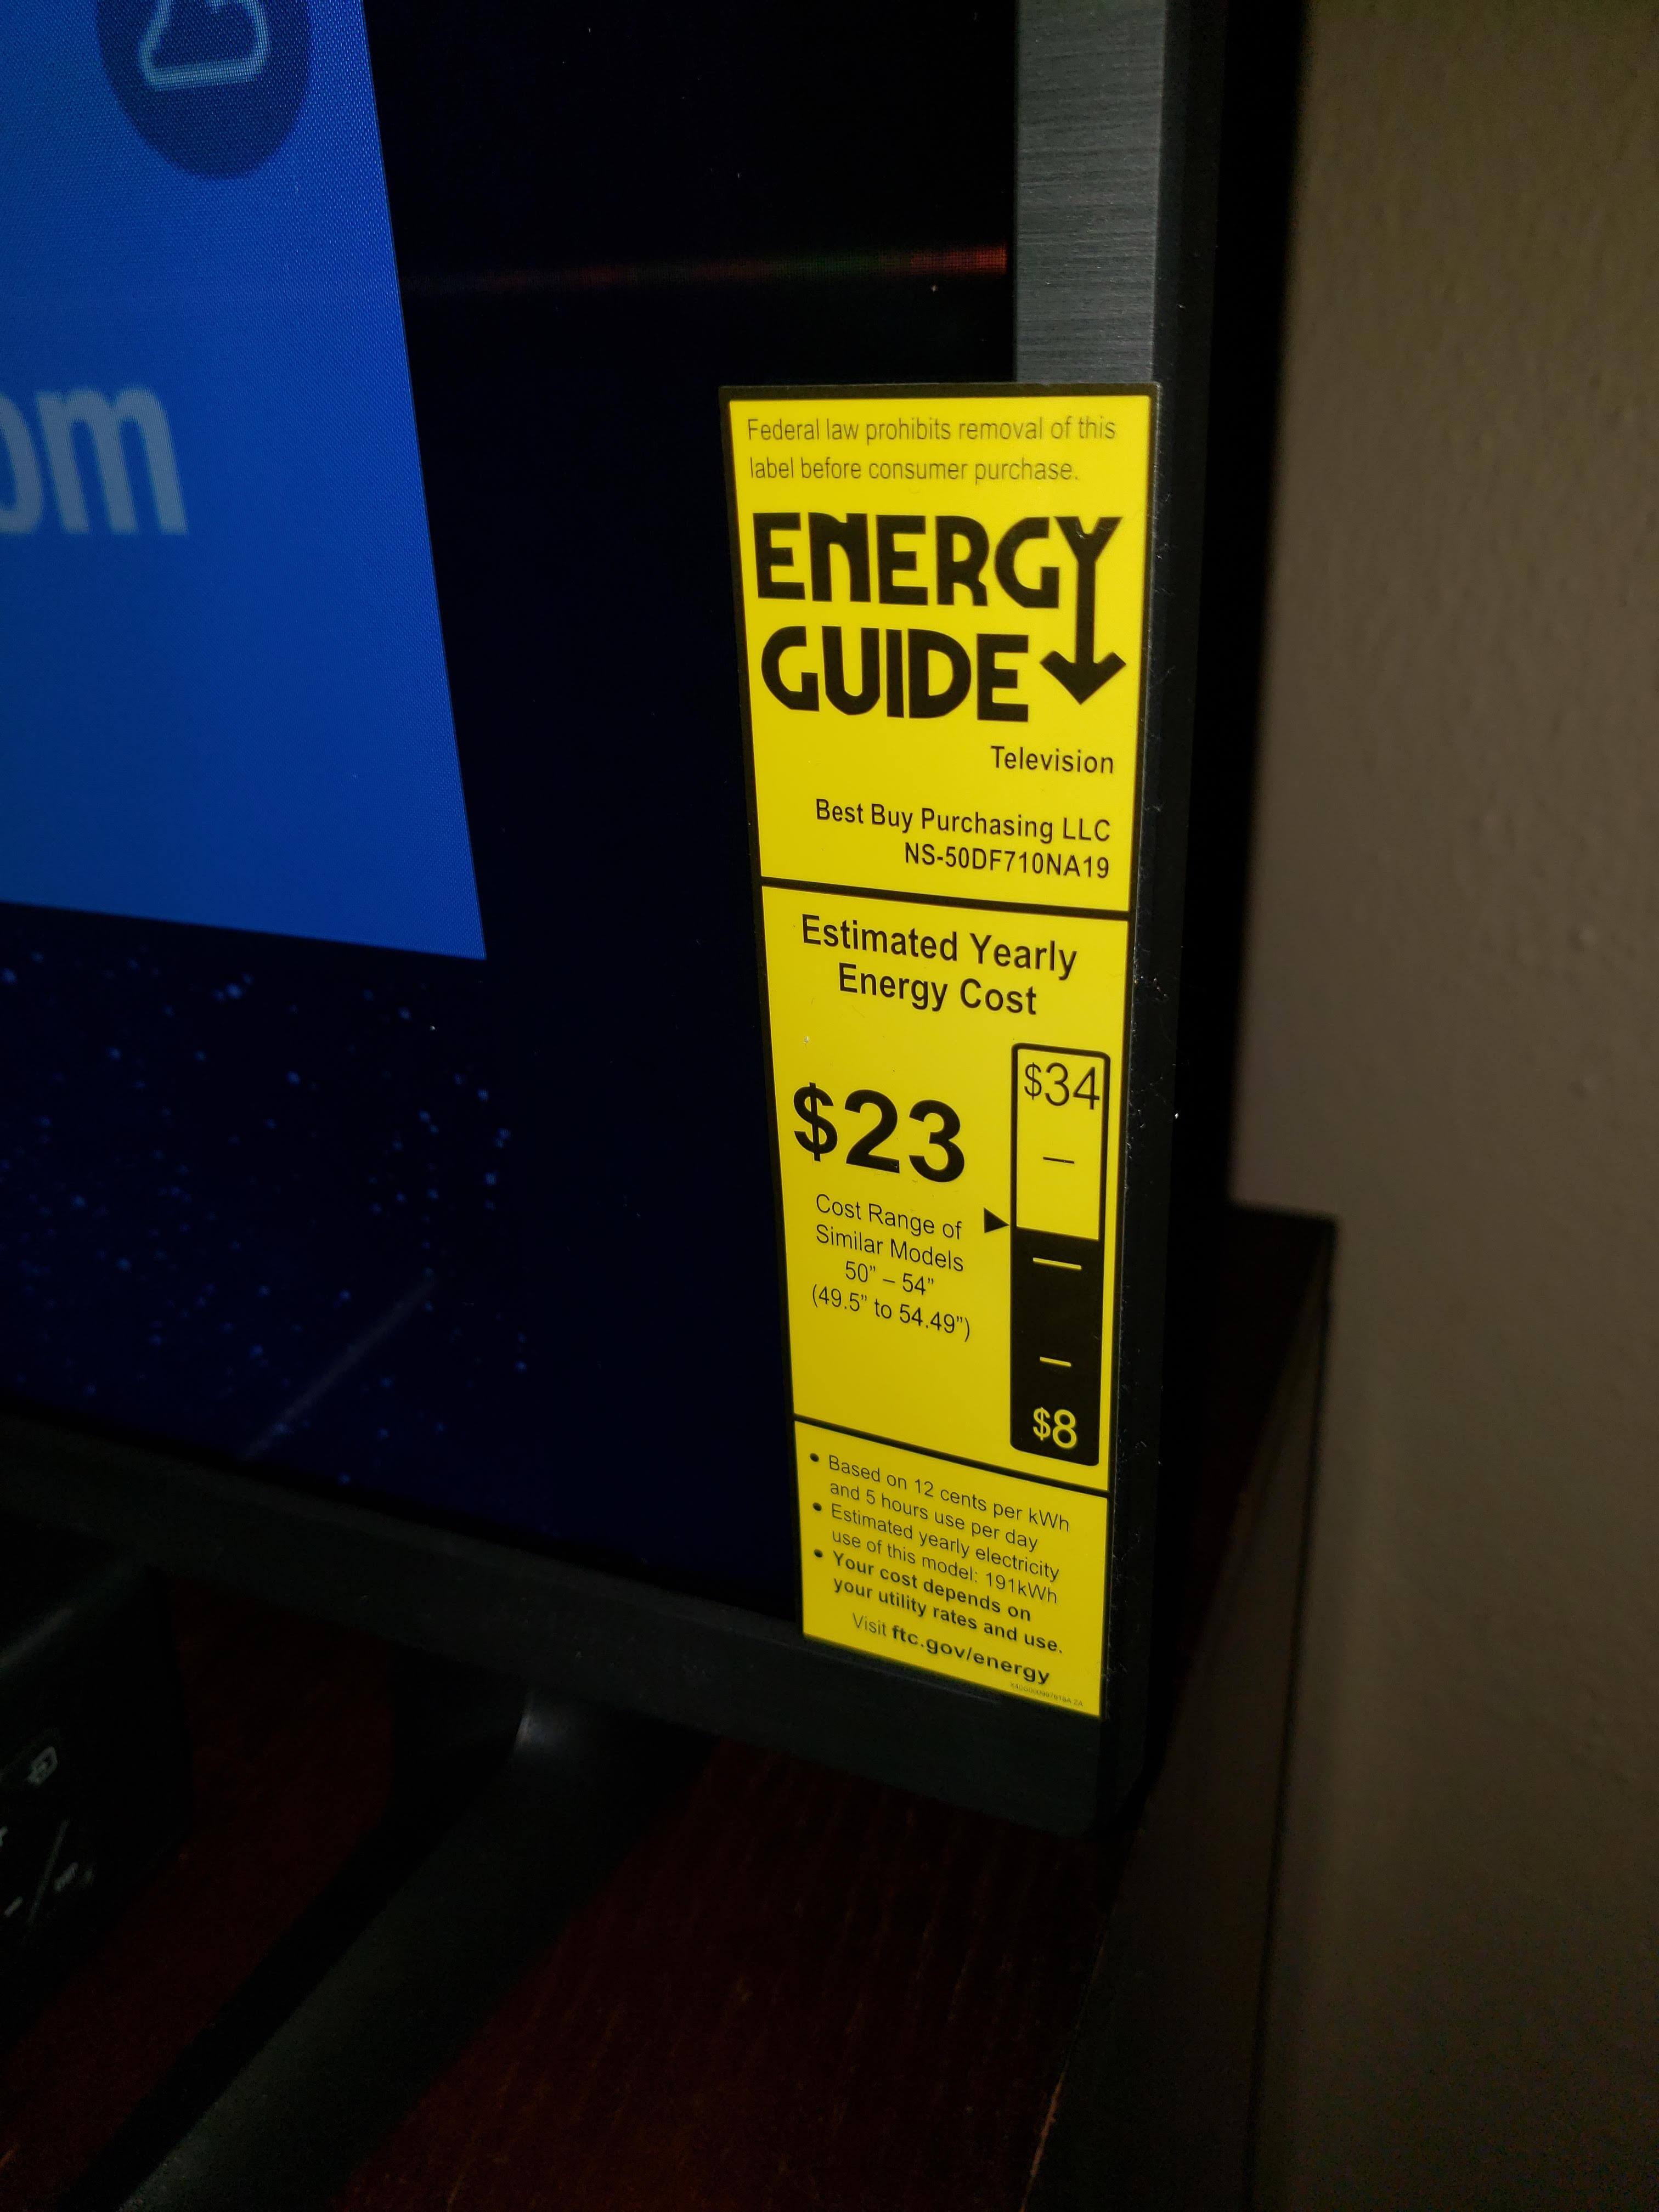 om
Federal law prohibits removal of this
label before consumer purchase.
ENERGY
GUIDE
Television
Best Buy Purchasing LLC
NS-50DF710NA19
Estimated Yearly
Energy Cost
$34
$23
Cost Range of
Similar Models
50” – 54”
(49.5” to 54.49”)
$8
• Based on 12 cents per kWh
and 5 hours use per day
• Estimated yearly electricity
use of this model: 191kWh
• Your cost depends on
your utility rates and use.
Visit ftc.gov/energy